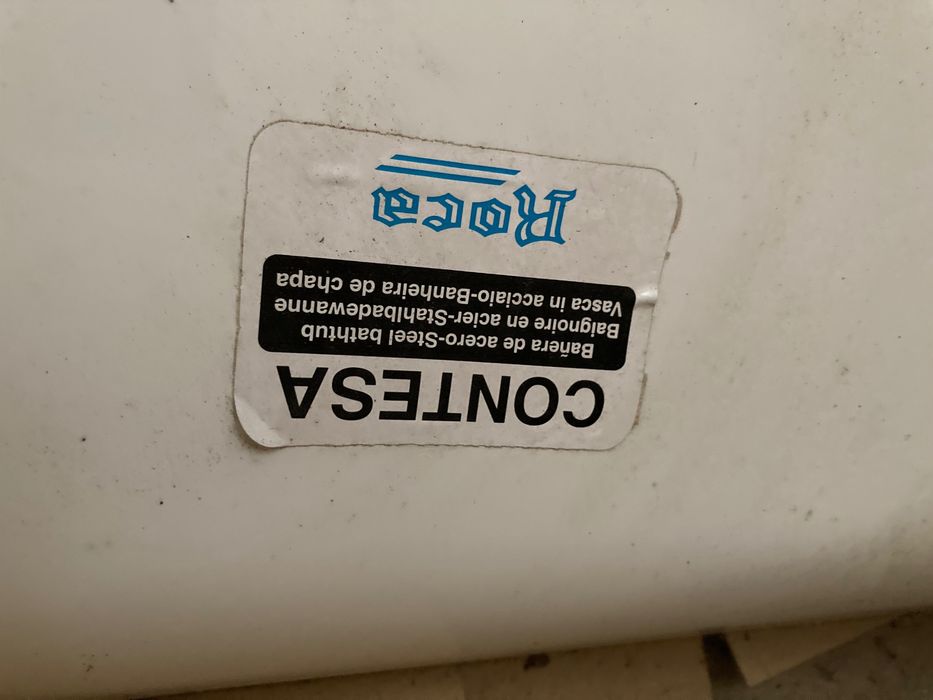 CONTESA
Bañera de acero-Steel bathtub
Baignoire en acier-Stahlbadewanne
Vasca in acciaio-Banheira de chapa
Roca